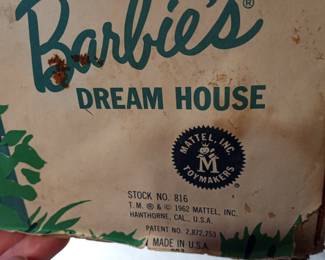 Barbie's®
DREAM HOUSE
MATTEL, INC.
M
TOYMAKERS
STOCK NO. 816
T.M. ® & © 1962 MATTEL, INC.
HAWTHORNE, CAL., U.S.A.
PATENT NO. 2,872,753
MADE IN U.S.A.